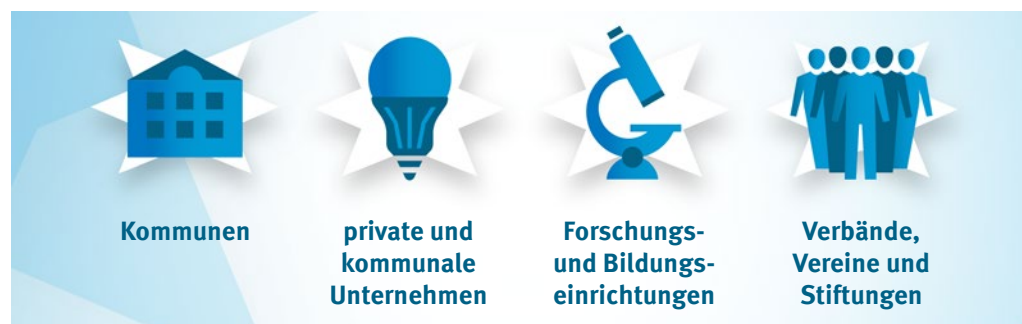 Kommunen
private und
kommunale
Unternehmen
Forschungs-
und Bildungs-
einrichtungen
Verbände,
Vereine und
Stiftungen